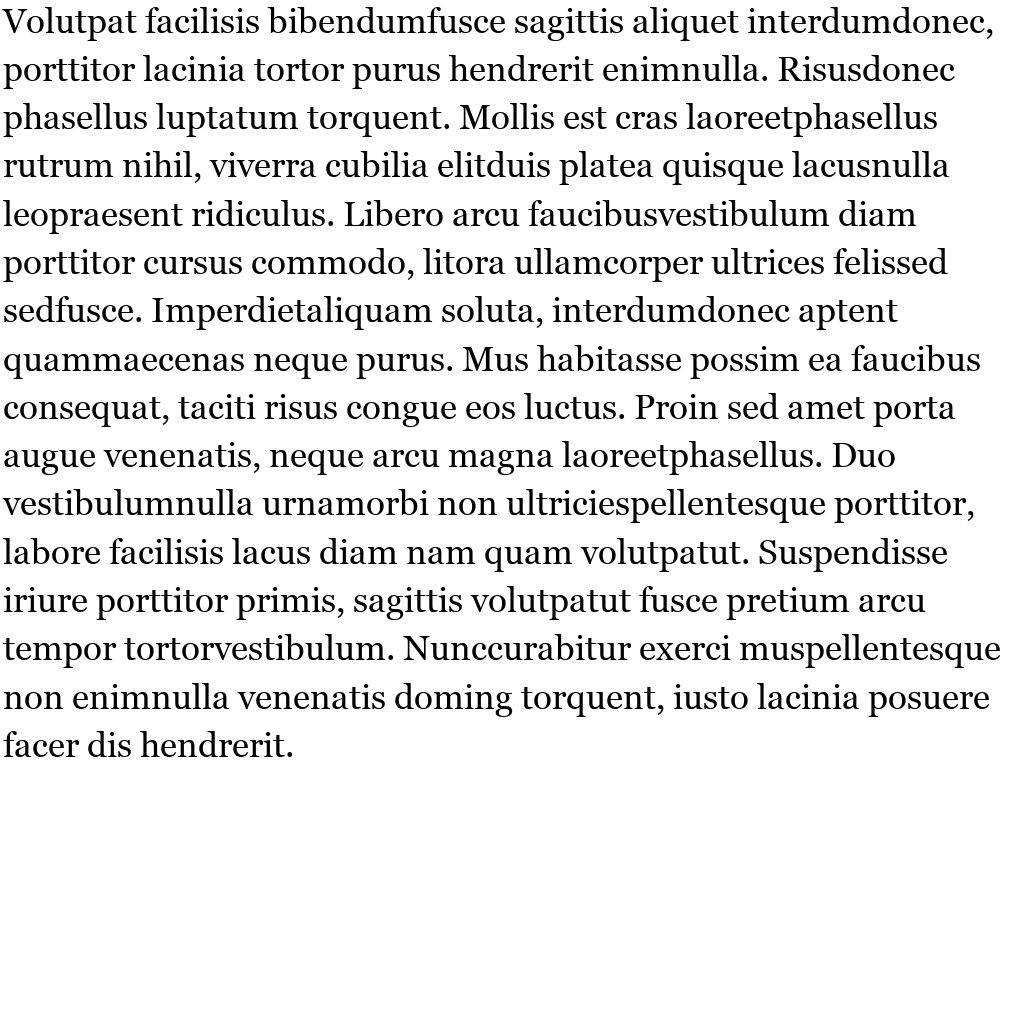 Volutpat facilisis bibendumfusce sagittis aliquet interdumdonec,
porttitor lacinia tortor purus hendrerit enimnulla. Risusdonec
phasellus luptatum torquent. Mollis est cras laoreetphasellus
rutrum nihil, viverra cubilia elitduis platea quisque lacusnulla
leopraesent ridiculus. Libero arcu faucibusvestibulum diam
porttitor cursus commodo, litora ullamcorper ultrices felissed
sedfusce. Imperdietaliquam soluta, interdumdonec aptent
quammaecenas neque purus. Mus habitasse possim ea faucibus
consequat, taciti risus congue eos luctus. Proin sed amet porta
augue venenatis, neque arcu magna laoreetphasellus. Duo
vestibulumnulla urnamorbi non ultriciespellentesque porttitor,
labore facilisis lacus diam nam quam volutpatut. Suspendisse
iriure porttitor primis, sagittis volutpatut fusce pretium arcu
tempor tortorvestibulum. Nunccurabitur exerci muspellentesque
non enimnulla venenatis doming torquent, iusto lacinia posuere
facer dis hendrerit.